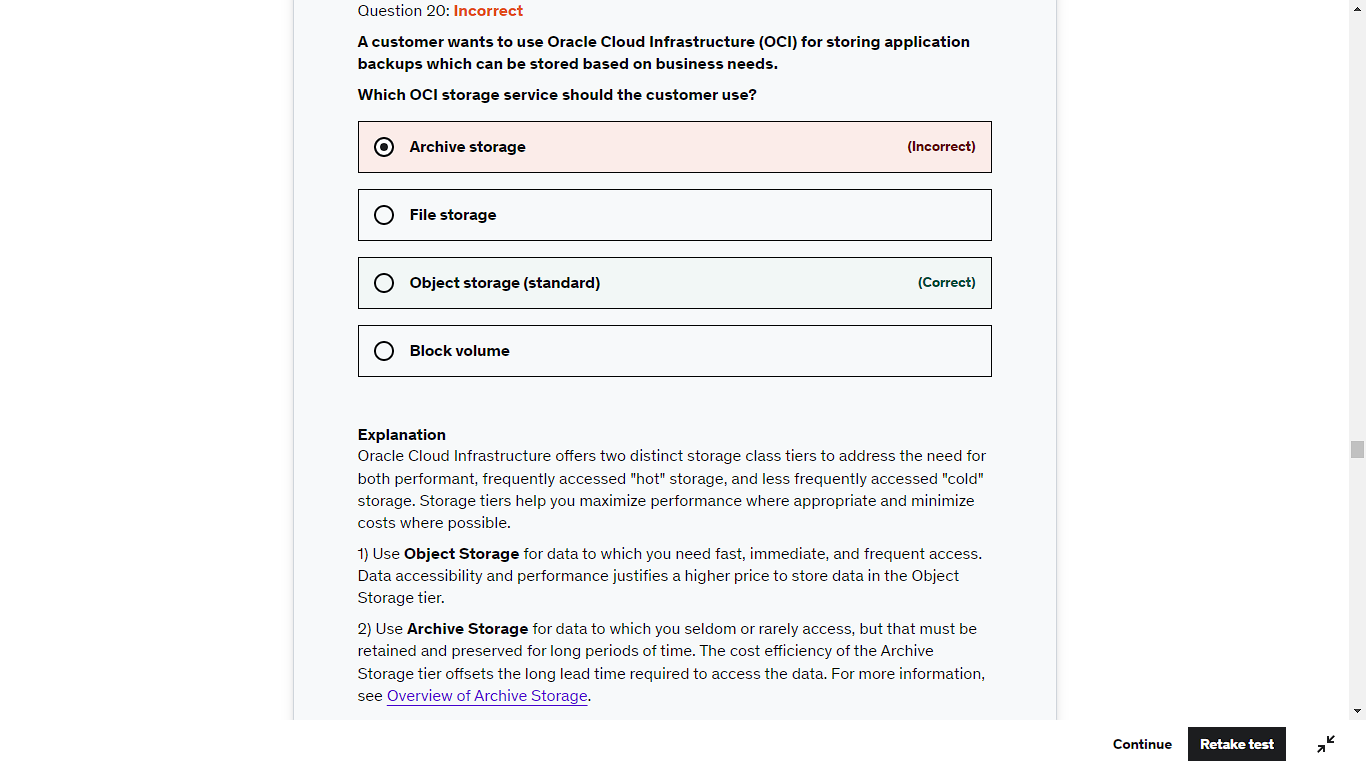 Question 20: Incorrect
A customer wants to use Oracle Cloud Infrastructure (OCI) for storing application
backups which can be stored based on business needs.
Which OCI storage service should the customer use?
Archive storage (Incorrect)
File storage
Object storage (standard) (Correct)
Block volume
Explanation
Oracle Cloud Infrastructure offers two distinct storage class tiers to address the need for
both performant, frequently accessed "hot" storage, and less frequently accessed "cold"
storage. Storage tiers help you maximize performance where appropriate and minimize
costs where possible.
1) Use Object Storage for data to which you need fast, immediate, and frequent access.
Data accessibility and performance justifies a higher price to store data in the Object
Storage tier.
2) Use Archive Storage for data to which you seldom or rarely access, but that must be
retained and preserved for long periods of time. The cost efficiency of the Archive
Storage tier offsets the long lead time required to access the data. For more information,
see Overview of Archive Storage.
Continue Retake test